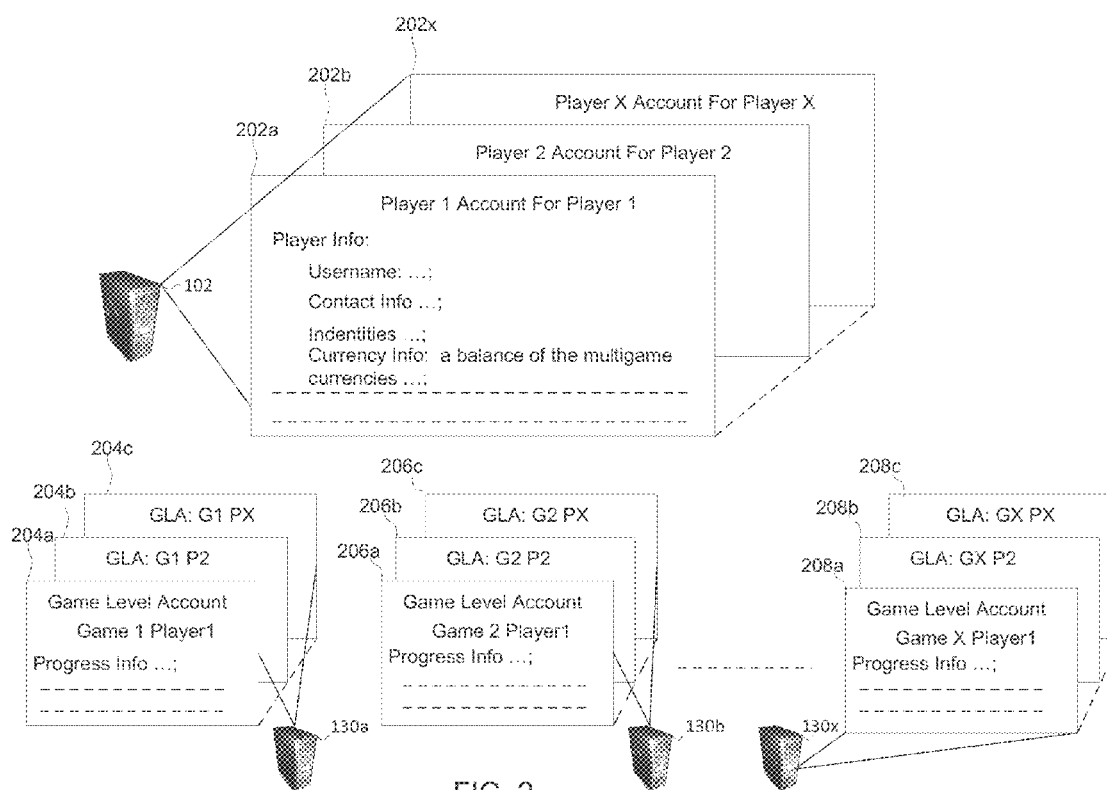 202x
202b
Player X Account For Player X
202a
Player 2 Account For Player 2
Player 1 Account For Player 1
Player Info:
Username: ...;
Contact Info ...;
102
Indentities ...;
Currency Info: a balance of the multigame
currencies ...;
204c
206c
208c
204b
GLA: G1 PX
206b
GLA: G2 PX
208b
GLA: GX PX
204a
GLA: G1 P2
206a
GLA: G2 P2
208a
GLA: GX P2
Game Level Account
Game 1 Player1
Progress Info ...;
Game Level Account
Game 2 Player1
Progress Info ...;
Game Level Account
Game X Player1
Progress Info ...;
130a
130b
130x